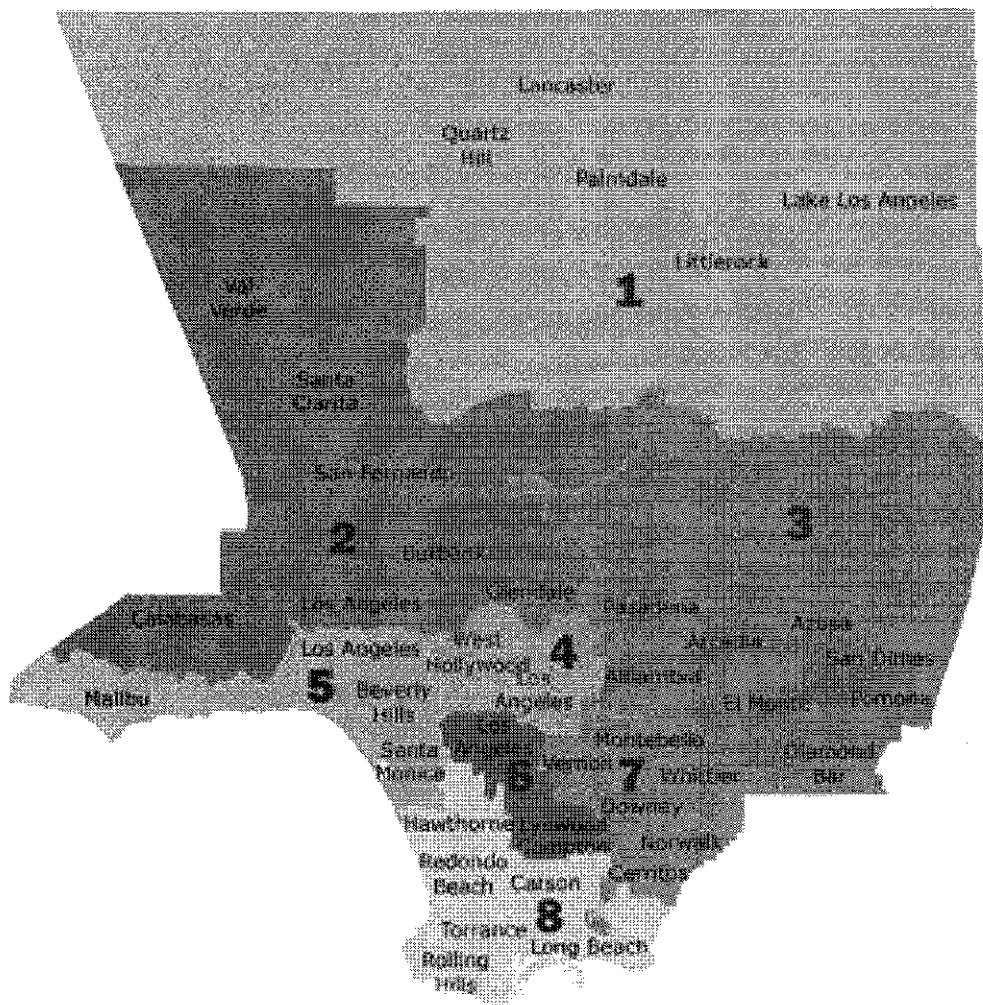 Lancaster
Quartz
Hill
Palmdale
Lake Los Angeles
Littlerock
1
Val
Verde
Santa
Clarita
San Fernando
2
3
Burbank
Glendale
Los Angeles
Pasadena
Calabasas
Azusa
Arcadia
West
Hollywood
4
Los Angeles
San Dimas
Los
Angeles
Alhambra
5
Beverly
Hills
Malibu
El Monte
Pomona
Los
Angeles
Montebello
Santa
Monica
Diamond
Bar
Vernon
6
7
Whittier
Downey
Hawthorne
Lynwood
Compton
Norwalk
Redondo
Beach
Carson
Cerritos
8
Torrance
Long Beach
Rolling
Hills